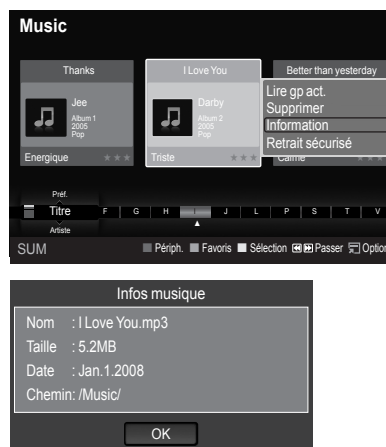 Music
Thanks
I Love You
Better than yesterday
Jee
Album 1
2005
Pop
Darby
Album 2
2005
Pop
Lire gp act.
Supprimer
Information
Retrait sécurisé
Energique
Triste
Calme
Préf.
Titre
F G H I J L P S T V
Artiste
SUM
Périph. Favoris Sélection Passer Option
Infos musique
Nom : I Love You.mp3
Taille : 5.2MB
Date : Jan.1.2008
Chemin: /Music/
OK